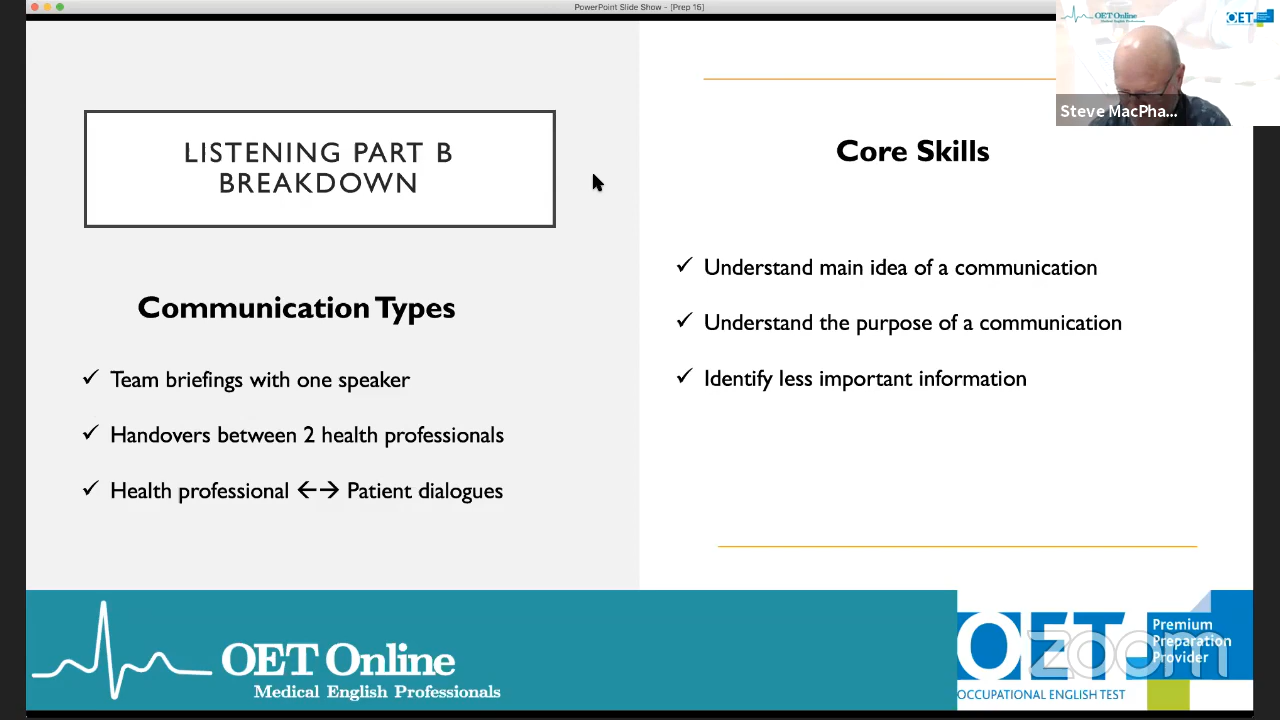 PowerPoint Slide Show - [Prep 15]
OET Online
Medical English Professionals
OET
Steve MacPha...
LISTENING PART B
BREAKDOWN
Communication Types
✓ Team briefings with one speaker
✓ Handovers between 2 health professionals
✓ Health professional ←→ Patient dialogues
Core Skills
✓ Understand main idea of a communication
✓ Understand the purpose of a communication
✓ Identify less important information
OET Online
Medical English Professionals
OET
Premium
Preparation
Provider
zoom
OCCUPATIONAL ENGLISH TEST